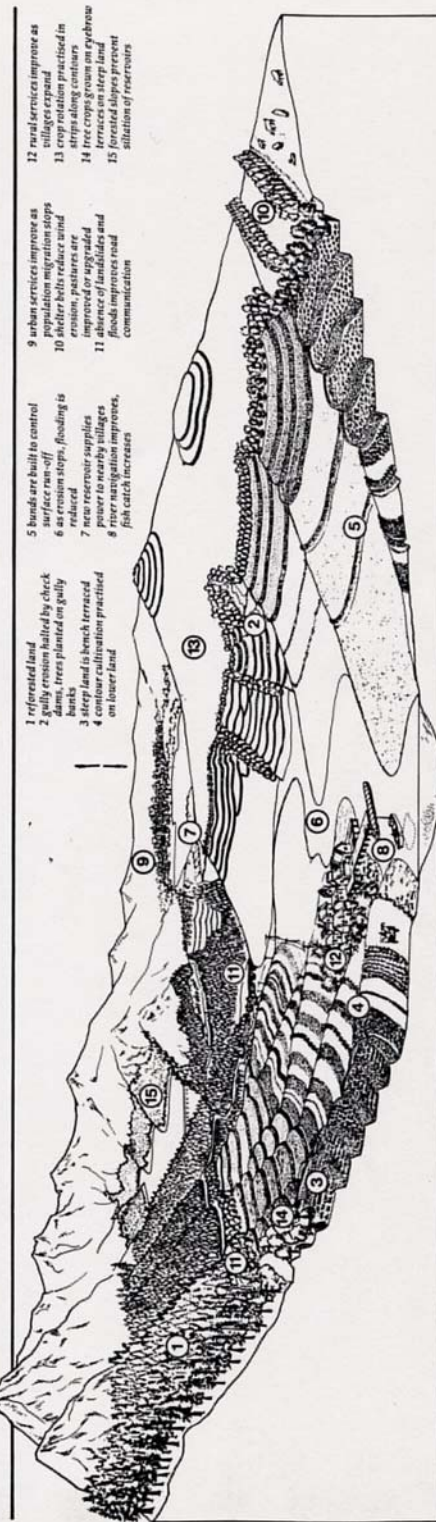 1 reforested land
2 gully erosion halted by check
dams, trees planted on gully
banks
3 steep land is bench terraced
4 contour cultivation practised
on lower land
5 bunds are built to control
surface run-off
6 as erosion stops, flooding is
reduced
7 new reservoir supplies
power to nearby villages
8 river navigation improves,
fish catch increases
9 urban services improve as
population migration stops
10 shelter belts reduce wind
erosion, pastures are
improved or upgraded
11 absence of landslides and
floods improves road
communication
12 rural services improve as
villages expand
13 crop rotation practised in
strips along contours
14 tree crops grown on eyebrow
terraces on steep land
15 forested slopes prevent
siltation of reservoirs
1
15
11
9
7
11
14
3
4
12
8
6
13
2
5
10